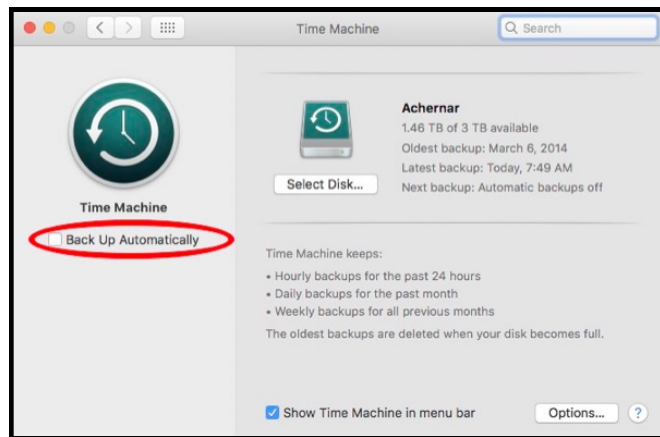 Time Machine
Search
Achernar
1.46 TB of 3 TB available
Oldest backup: March 6, 2014
Latest backup: Today, 7:49 AM
Next backup: Automatic backups off
Select Disk...
Time Machine
Back Up Automatically
Time Machine keeps:
• Hourly backups for the past 24 hours
• Daily backups for the past month
• Weekly backups for all previous months
The oldest backups are deleted when your disk becomes full.
Show Time Machine in menu bar
Options...
?